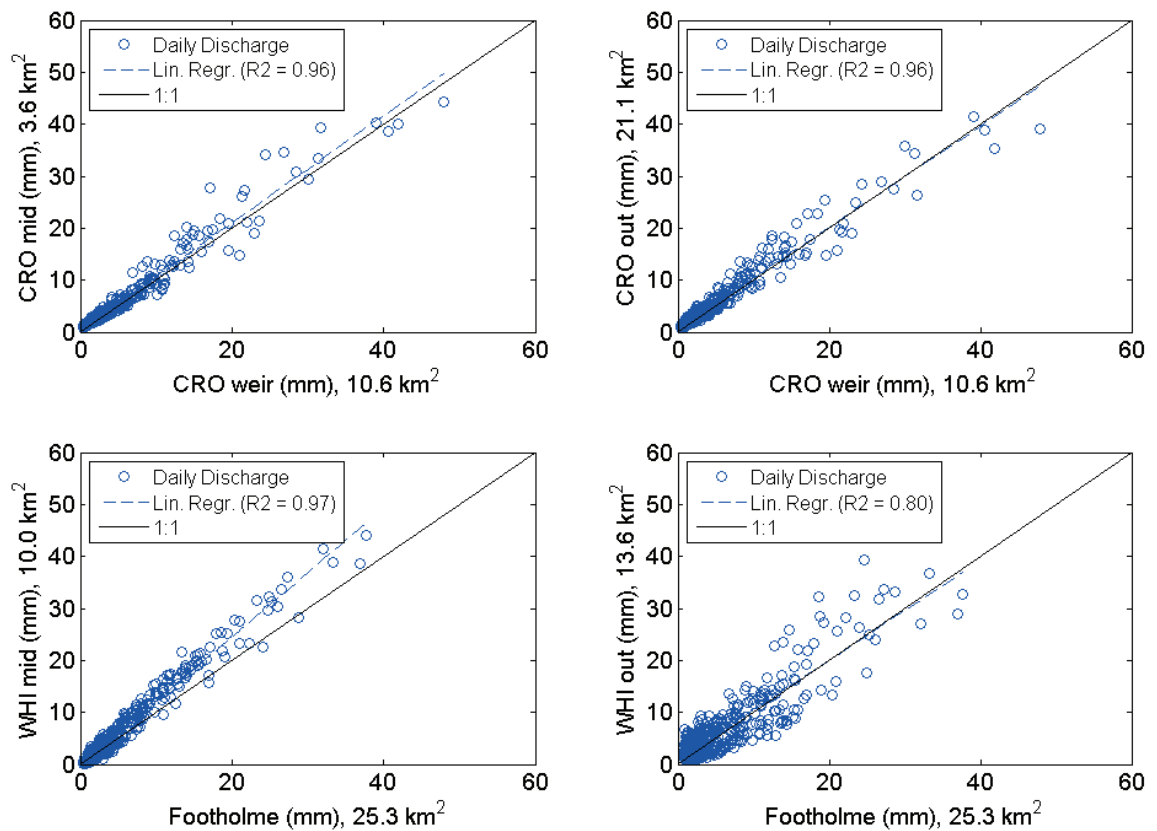 60
50
40
30
20
10
0
CRO mid (mm), 3.6 km²
Daily Discharge
Lin. Regr. (R2 = 0.96)
1:1
0 20 40 60
CRO weir (mm), 10.6 km²
60
50
40
30
20
10
0
CRO out (mm), 21.1 km²
Daily Discharge
Lin. Regr. (R2 = 0.96)
1:1
0 20 40 60
CRO weir (mm), 10.6 km²
60
50
40
30
20
10
0
WHI mid (mm), 10.0 km²
Daily Discharge
Lin. Regr. (R2 = 0.97)
1:1
0 20 40 60
Footholme (mm), 25.3 km²
60
50
40
30
20
10
0
WHI out (mm), 13.6 km²
Daily Discharge
Lin. Regr. (R2 = 0.80)
1:1
0 20 40 60
Footholme (mm), 25.3 km²